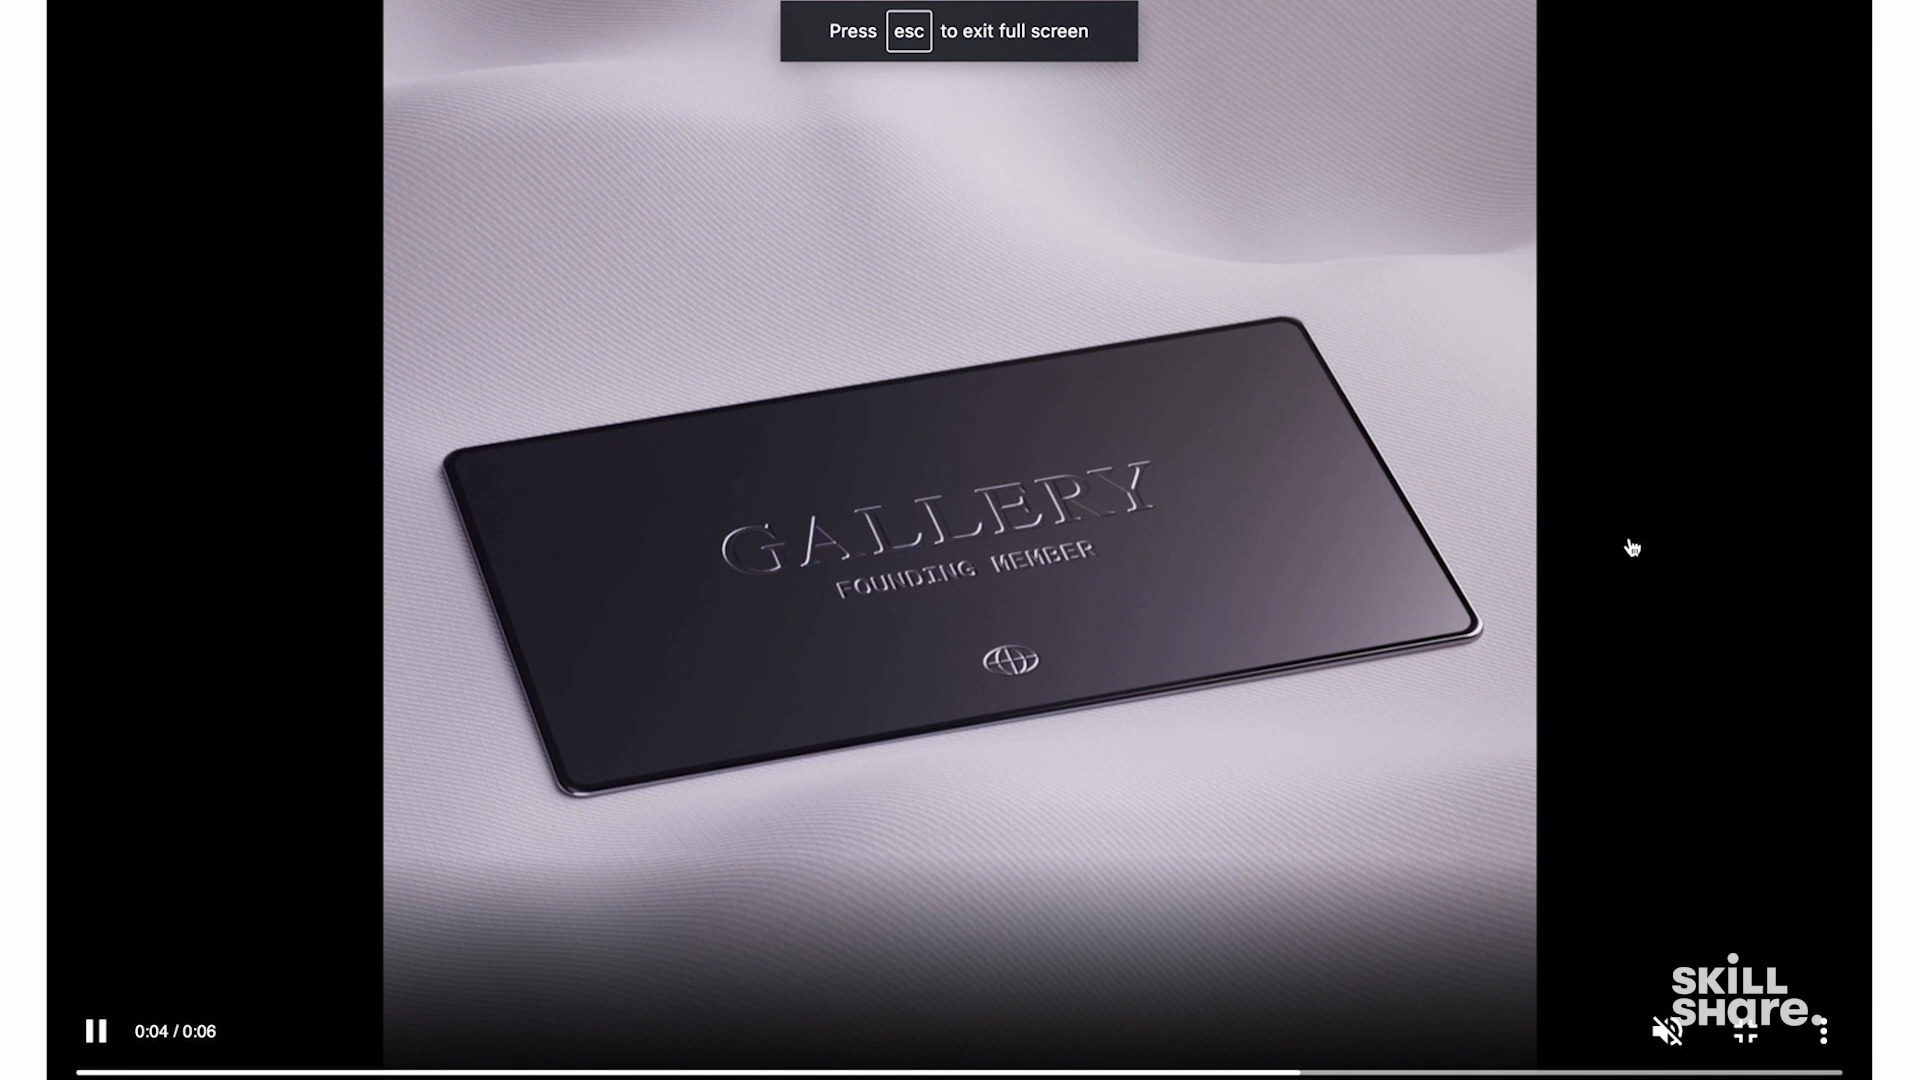 Press esc to exit full screen
GALLERY
FOUNDING MEMBER
0:04 / 0:06
SKiLL
Share.